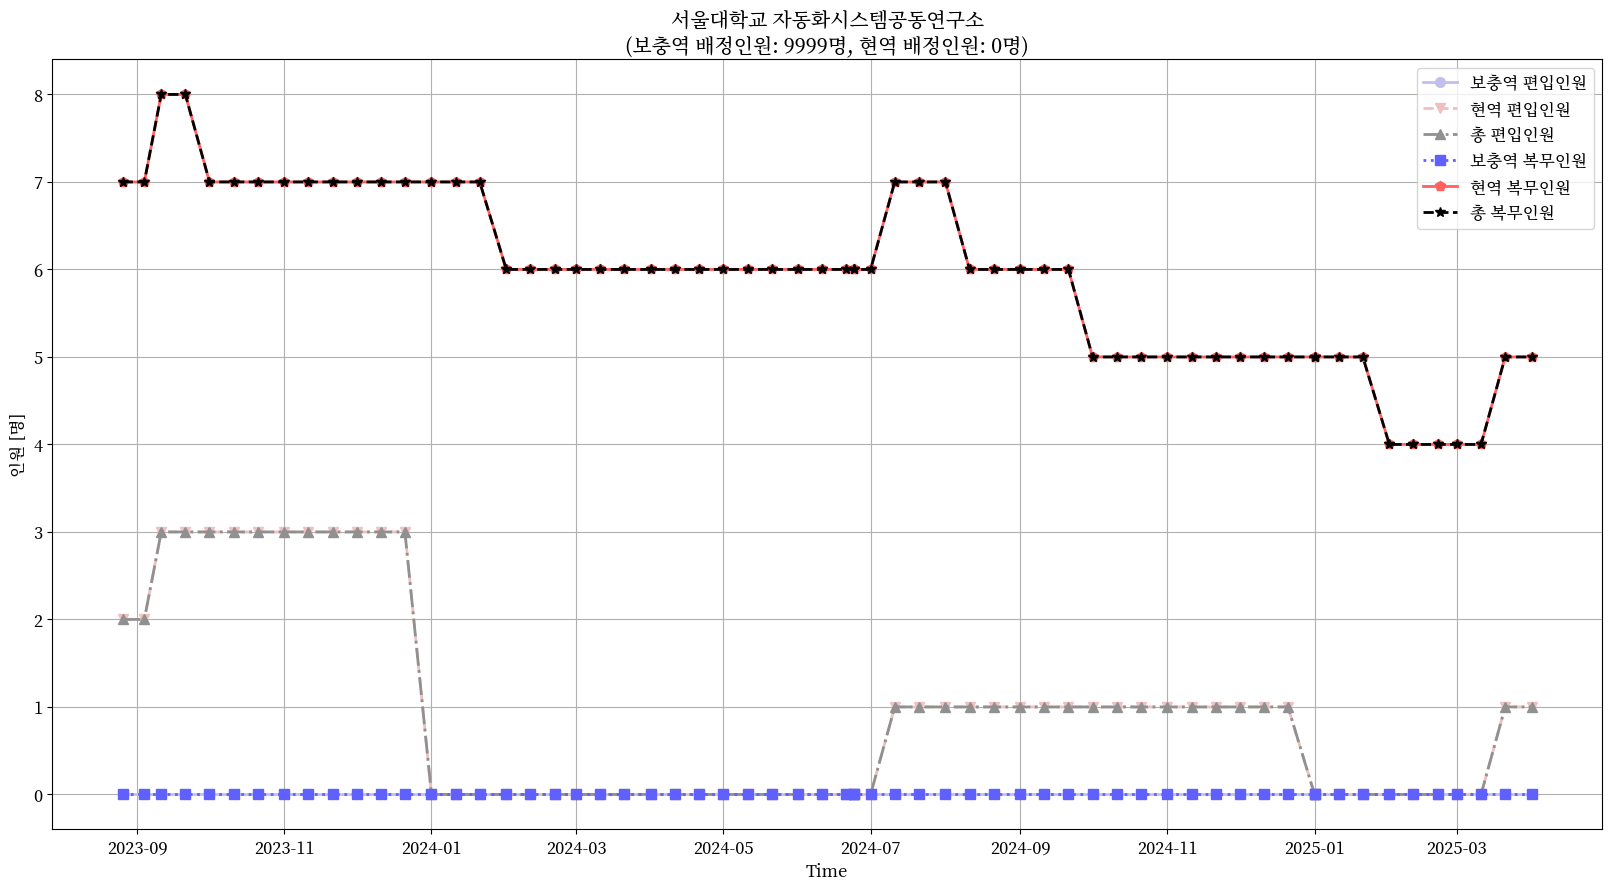 서울대학교 자동화시스템공동연구소
(보충역 배정인원: 9999명, 현역 배정인원: 0명)
보충역 편입인원
현역 편입인원
총 편입인원
보충역 복무인원
현역 복무인원
총 복무인원
인원 [명]
8
7
6
5
4
3
2
1
0
2023-09 2023-11 2024-01 2024-03 2024-05 2024-07 2024-09 2024-11 2025-01 2025-03
Time